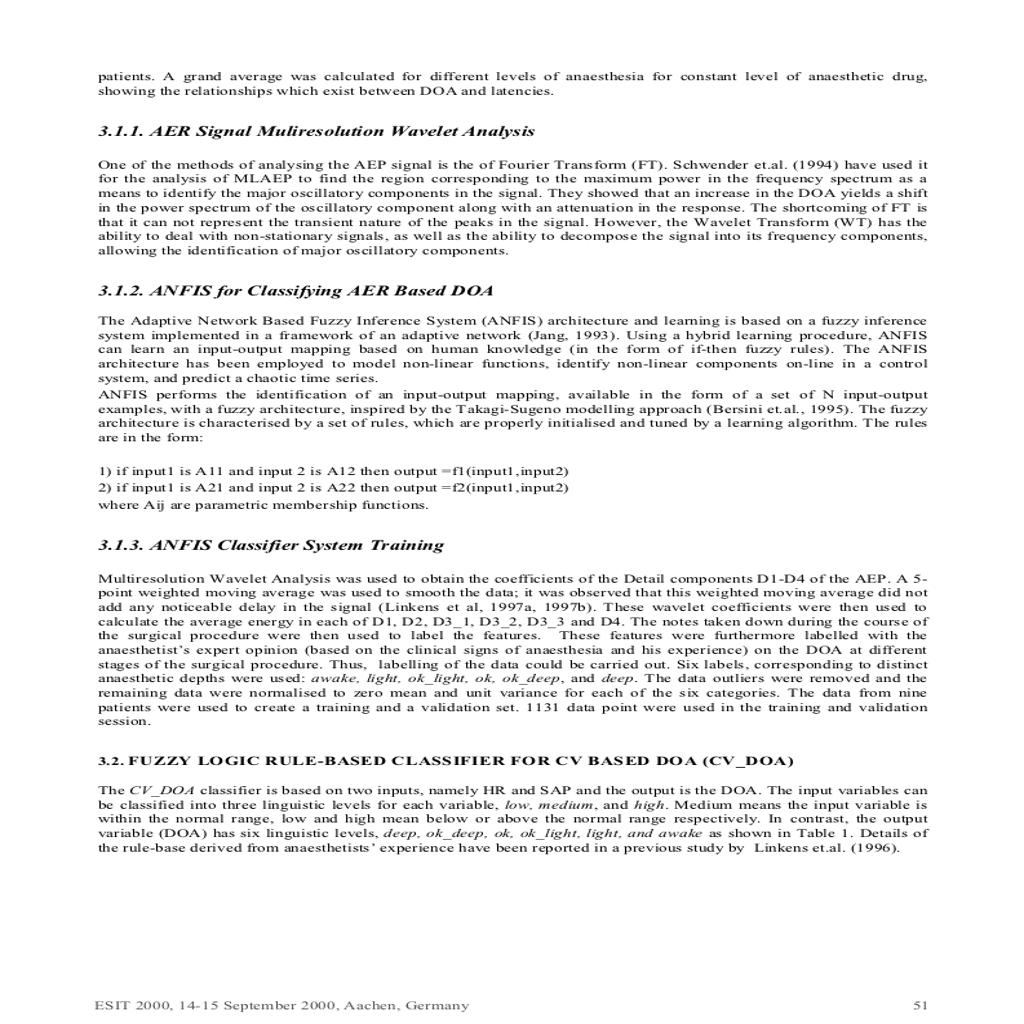 patients. A grand average was calculated for different levels of anaesthesia for constant level of anaesthetic drug,
showing the relationships which exist between DOA and latencies.
3.1.1. AER Signal Muliresolution Wavelet Analysis
One of the methods of analysing the AEP signal is the of Fourier Transform (FT). Schwender et.al. (1994) have used it
for the analysis of MLAEP to find the region corresponding to the maximum power in the frequency spectrum as a
means to identify the major oscillatory components in the signal. They showed that an increase in the DOA yields a shift
in the power spectrum of the oscillatory component along with an attenuation in the response. The shortcoming of FT is
that it can not represent the transient nature of the peaks in the signal. However, the Wavelet Transform (WT) has the
ability to deal with non-stationary signals, as well as the ability to decompose the signal into its frequency components,
allowing the identification of major oscillatory components.
3.1.2. ANFIS for Classifying AER Based DOA
The Adaptive Network Based Fuzzy Inference System (ANFIS) architecture and learning is based on a fuzzy inference
system implemented in a framework of an adaptive network (Jang, 1993). Using a hybrid learning procedure, ANFIS
can learn an input-output mapping based on human knowledge (in the form of if-then fuzzy rules). The ANFIS
architecture has been employed to model non-linear functions, identify non-linear components on-line in a control
system, and predict a chaotic time series.
ANFIS performs the identification of an input-output mapping, available in the form of a set of N input-output
examples, with a fuzzy architecture, inspired by the Takagi-Sugeno modelling approach (Bersini et.al., 1995). The fuzzy
architecture is characterised by a set of rules, which are properly initialised and tuned by a learning algorithm. The rules
are in the form:
1) if input1 is A11 and input 2 is A12 then output =f1(input1,input2)
2) if input1 is A21 and input 2 is A22 then output =f2(input1,input2)
where Aij are parametric membership functions.
3.1.3. ANFIS Classifier System Training
Multiresolution Wavelet Analysis was used to obtain the coefficients of the Detail components D1-D4 of the AEP. A 5-
point weighted moving average was used to smooth the data; it was observed that this weighted moving average did not
add any noticeable delay in the signal (Linkens et al, 1997a, 1997b). These wavelet coefficients were then used to
calculate the average energy in each of D1, D2, D3_1, D3_2, D3_3 and D4. The notes taken down during the course of
the surgical procedure were then used to label the features. These features were furthermore labelled with the
anaesthetist's expert opinion (based on the clinical signs of anaesthesia and his experience) on the DOA at different
stages of the surgical procedure. Thus, labelling of the data could be carried out. Six labels, corresponding to distinct
anaesthetic depths were used: awake, light, ok_light, ok, ok_deep, and deep. The data outliers were removed and the
remaining data were normalised to zero mean and unit variance for each of the six categories. The data from nine
patients were used to create a training and a validation set. 1131 data point were used in the training and validation
session.
3.2. FUZZY LOGIC RULE-BASED CLASSIFIER FOR CV BASED DOA (CV_DOA)
The CV_DOA classifier is based on two inputs, namely HR and SAP and the output is the DOA. The input variables can
be classified into three linguistic levels for each variable, low, medium, and high. Medium means the input variable is
within the normal range, low and high mean below or above the normal range respectively. In contrast, the output
variable (DOA) has six linguistic levels, deep, ok_deep, ok, ok_light, light, and awake as shown in Table 1. Details of
the rule-base derived from anaesthetists' experience have been reported in a previous study by Linkens et.al. (1996).
ESIT 2000, 14-15 September 2000, Aachen, Germany 51